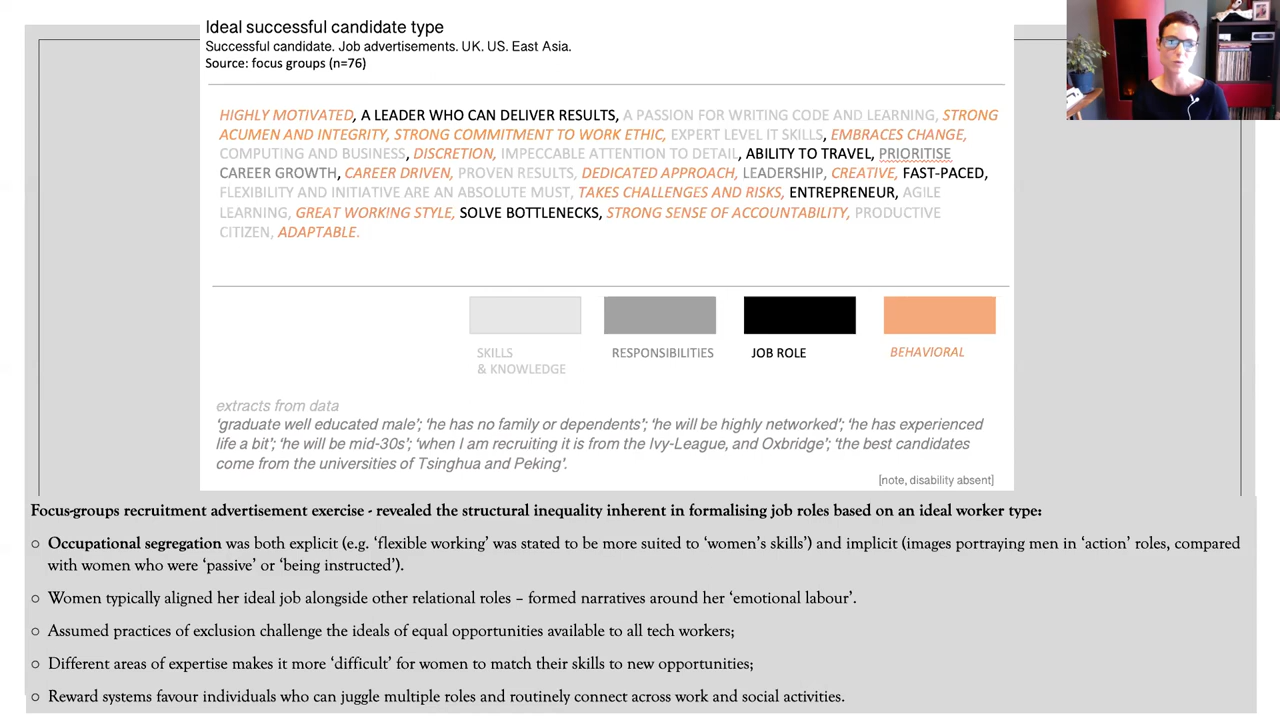 Ideal successful candidate type
Successful candidate. Job advertisements. UK. US. East Asia.
Source: focus groups (n=76)
HIGHLY MOTIVATED, A LEADER WHO CAN DELIVER RESULTS, A PASSION FOR WRITING CODE AND LEARNING, STRONG
ACUMEN AND INTEGRITY, STRONG COMMITMENT TO WORK ETHIC, EXPERT LEVEL IT SKILLS, EMBRACES CHANGE,
COMPUTING AND BUSINESS, DISCRETION, IMPECCABLE ATTENTION TO DETAIL, ABILITY TO TRAVEL, PRIORITISE
CAREER GROWTH, CAREER DRIVEN, PROVEN RESULTS, DEDICATED APPROACH, LEADERSHIP, CREATIVE, FAST-PACED,
FLEXIBILITY AND INITIATIVE ARE AN ABSOLUTE MUST, TAKES CHALLENGES AND RISKS, ENTREPRENEUR, AGILE
LEARNING, GREAT WORKING STYLE, SOLVE BOTTLENECKS, STRONG SENSE OF ACCOUNTABILITY, PRODUCTIVE
CITIZEN, ADAPTABLE.
SKILLS
& KNOWLEDGE
RESPONSIBILITIES
JOB ROLE
BEHAVIORAL
extracts from data
‘graduate well educated male’; ‘he has no family or dependents’; ‘he will be highly networked’; ‘he has experienced
life a bit’; ‘he will be mid-30s’; ‘when I am recruiting it is from the Ivy-League, and Oxbridge’; ‘the best candidates
come from the universities of Tsinghua and Peking’.
[note, disability absent]
Focus-groups recruitment advertisement exercise - revealed the structural inequality inherent in formalising job roles based on an ideal worker type:
○ Occupational segregation was both explicit (e.g. ‘flexible working’ was stated to be more suited to ‘women’s skills’) and implicit (images portraying men in ‘action’ roles, compared
with women who were ‘passive’ or ‘being instructed’).
○ Women typically aligned her ideal job alongside other relational roles – formed narratives around her ‘emotional labour’.
○ Assumed practices of exclusion challenge the ideals of equal opportunities available to all tech workers;
○ Different areas of expertise makes it more ‘difficult’ for women to match their skills to new opportunities;
○ Reward systems favour individuals who can juggle multiple roles and routinely connect across work and social activities.